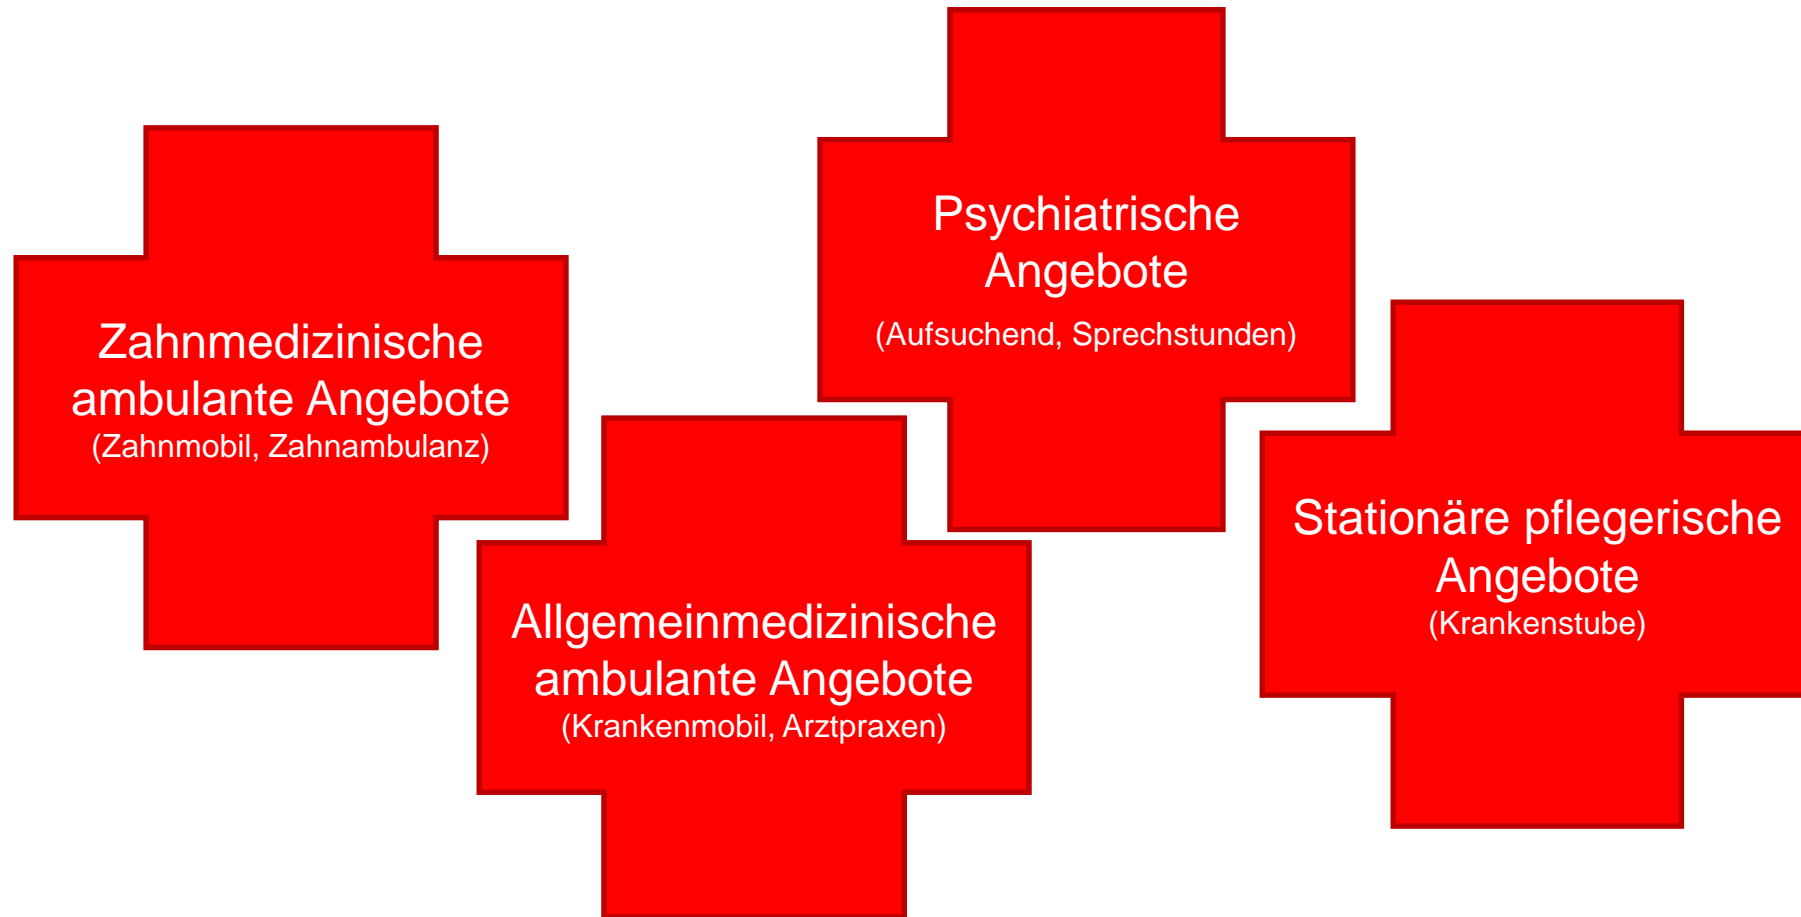 Zahnmedizinische
ambulante Angebote
(Zahnmobil, Zahnambulanz)
Allgemeinmedizinische
ambulante Angebote
(Krankenmobil, Arztpraxen)
Psychiatrische
Angebote
(Aufsuchend, Sprechstunden)
Stationäre pflegerische
Angebote
(Krankenstube)